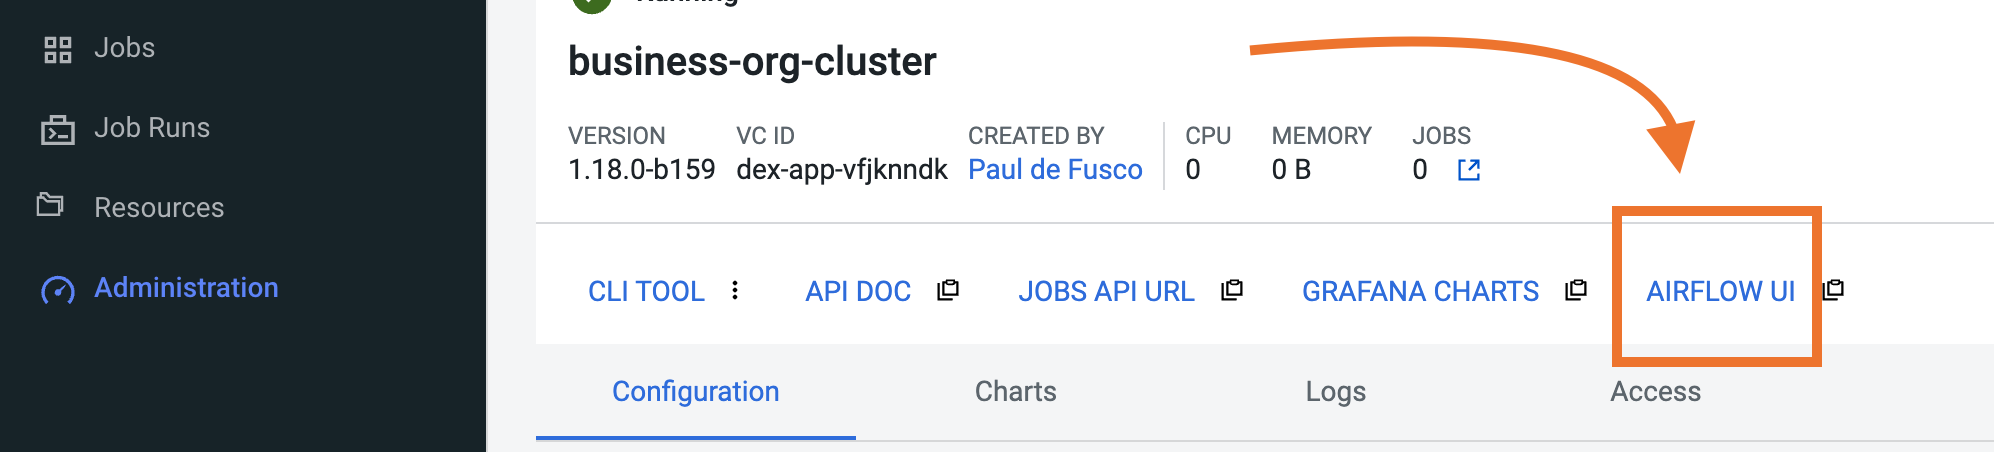 Jobs
Job Runs
Resources
Administration
Running
business-org-cluster
VERSION VC ID CREATED BY CPU MEMORY JOBS
1.18.0-b159 dex-app-vfjknndk Paul de Fusco 0 0 B 0
CLI TOOL API DOC JOBS API URL GRAFANA CHARTS AIRFLOW UI
Configuration Charts Logs Access